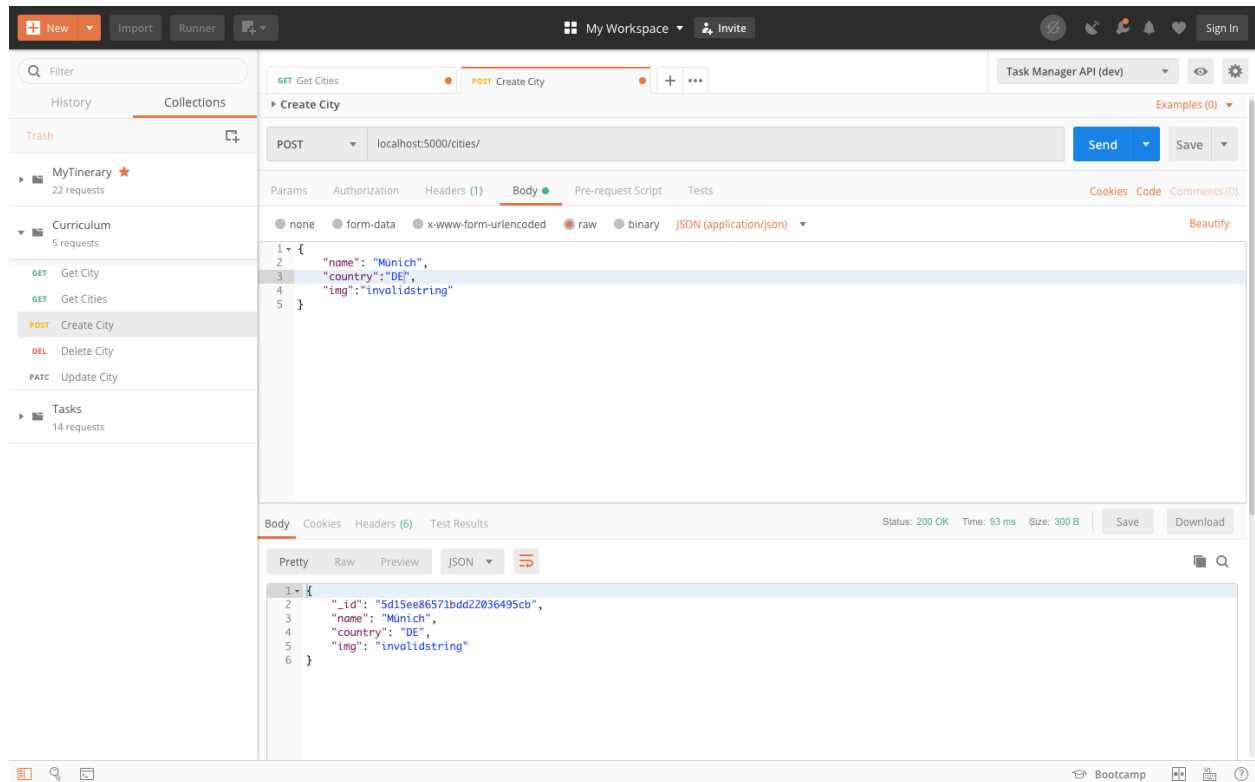 New Import Runner My Workspace Invite Sign In
Filter
History Collections
Trash
MyTinerary
22 requests
Curriculum
5 requests
GET Get City
GET Get Cities
POST Create City
DEL Delete City
PATC Update City
Tasks
14 requests
GET Get Cities POST Create City + ••• Task Manager API (dev)
Create City Examples (0)
POST localhost:5000/cities/ Send Save
Params Authorization Headers (1) Body Pre-request Script Tests Cookies Code Comments (0)
none form-data x-www-form-urlencoded raw binary JSON (application/json) Beautify
1 {
2 "name": "Münich",
3 "country":"DE",
4 "img":"invalidstring"
5 }
Body Cookies Headers (6) Test Results Status: 200 OK Time: 93 ms Size: 300 B Save Download
Pretty Raw Preview JSON
1 {
2 "_id": "5d15ee86571bdd22036495cb",
3 "name": "Münich",
4 "country": "DE",
5 "img": "invalidstring"
6 }
Bootcamp